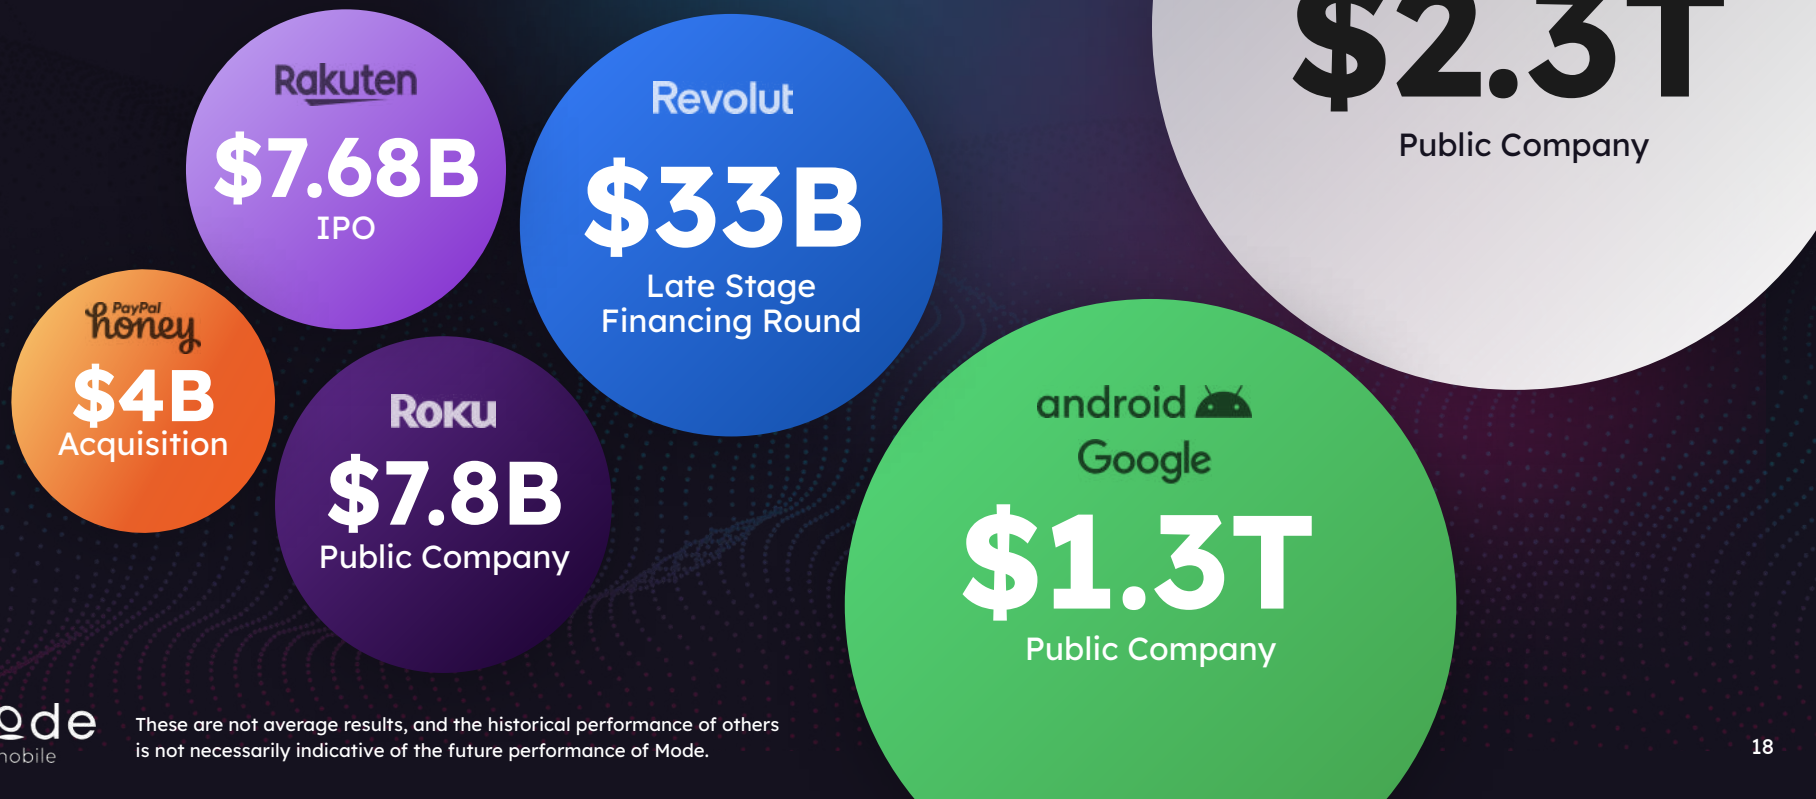 Rakuten
$7.68B
IPO
Revolut
$33B
Late Stage
Financing Round
$2.3T
Public Company
PayPal
honey
$4B
Acquisition
Roku
$7.8B
Public Company
android
Google
$1.3T
Public Company
ode
mobile
These are not average results, and the historical performance of others
is not necessarily indicative of the future performance of Mode.
18